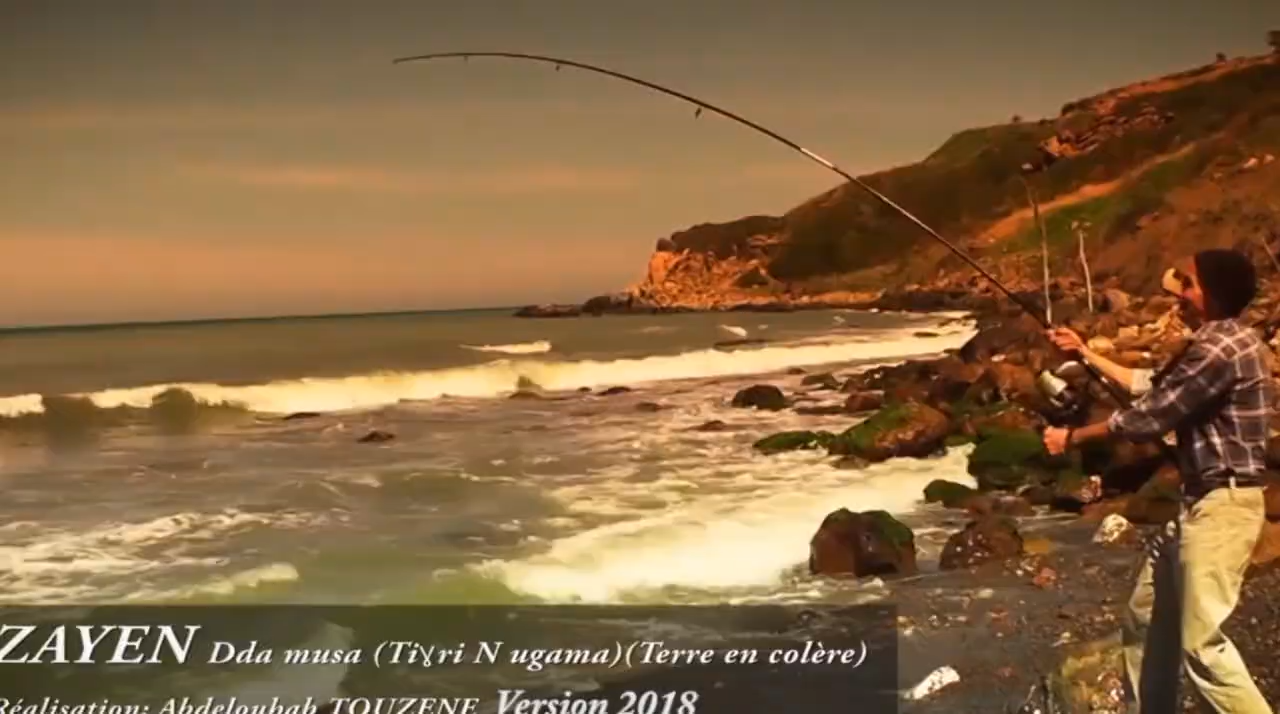 ZAYEN Dda musa (Tiɣri N ugama)(Terre en colère)
Réalisation: Abdelouhab TOUZENE Version 2018